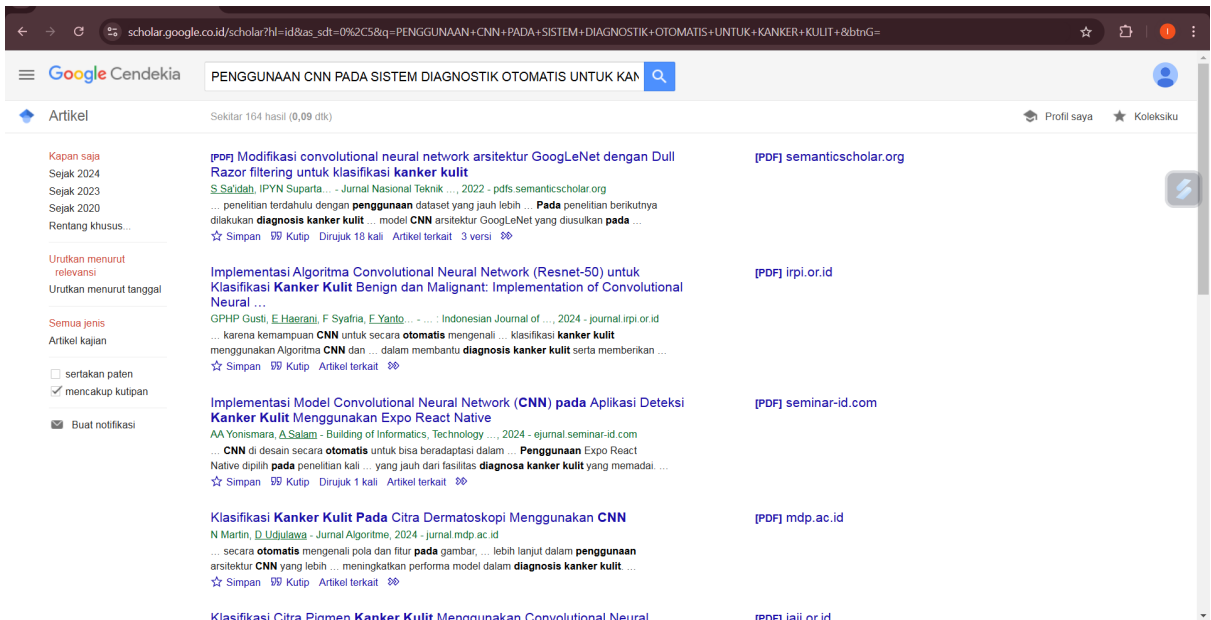 scholar.google.co.id/scholar?hl=id&as_sdt=0%2C5&q=PENGGUNAAN+CNN+PADA+SISTEM+DIAGNOSTIK+OTOMATIS+UNTUK+KANKER+KULIT+&btnG=
Google Cendekia
PENGGUNAAN CNN PADA SISTEM DIAGNOSTIK OTOMATIS UNTUK KAN
Artikel
Sekitar 164 hasil (0,09 dtk)
Profil saya
Koleksiku
Kapan saja
Sejak 2024
Sejak 2023
Sejak 2020
Rentang khusus...
Urutkan menurut
relevansi
Urutkan menurut tanggal
Semua jenis
Artikel kajian
sertakan paten
mencakup kutipan
Buat notifikasi
[PDF] Modifikasi convolutional neural network arsitektur GoogLeNet dengan Dull
Razor filtering untuk klasifikasi kanker kulit
S Sa'idah, IPYN Suparta... - Jurnal Nasional Teknik ..., 2022 - pdfs.semanticscholar.org
... penelitian terdahulu dengan penggunaan dataset yang jauh lebih ... Pada penelitian berikutnya
dilakukan diagnosis kanker kulit ... model CNN arsitektur GoogLeNet yang diusulkan pada ...
Simpan Kutip Dirujuk 18 kali Artikel terkait 3 versi
[PDF] semanticscholar.org
Implementasi Algoritma Convolutional Neural Network (Resnet-50) untuk
Klasifikasi Kanker Kulit Benign dan Malignant: Implementation of Convolutional
Neural ...
GPHP Gusti, E Haerani, F Syafria, F Yanto... - ... : Indonesian Journal of ..., 2024 - journal.irpi.or.id
... karena kemampuan CNN untuk secara otomatis mengenali ... klasifikasi kanker kulit
menggunakan Algoritma CNN dan ... dalam membantu diagnosis kanker kulit serta memberikan ...
Simpan Kutip Artikel terkait
[PDF] irpi.or.id
Implementasi Model Convolutional Neural Network (CNN) pada Aplikasi Deteksi
Kanker Kulit Menggunakan Expo React Native
AA Yonismara, A Salam - Building of Informatics, Technology ..., 2024 - ejurnal.seminar-id.com
... CNN di desain secara otomatis untuk bisa beradaptasi dalam ... Penggunaan Expo React
Native dipilih pada penelitian kali ... yang jauh dari fasilitas diagnosa kanker kulit yang memadai. ...
Simpan Kutip Dirujuk 1 kali Artikel terkait
[PDF] seminar-id.com
Klasifikasi Kanker Kulit Pada Citra Dermatoskopi Menggunakan CNN
N Martin, D Udjulawa - Jurnal Algoritme, 2024 - jurnal.mdp.ac.id
... secara otomatis mengenali pola dan fitur pada gambar, ... lebih lanjut dalam penggunaan
arsitektur CNN yang lebih ... meningkatkan performa model dalam diagnosis kanker kulit. ...
Simpan Kutip Artikel terkait
[PDF] mdp.ac.id
Klasifikasi Citra Pigmen Kanker Kulit Menggunakan Convolutional Neural
[PDF] iaii.or.id